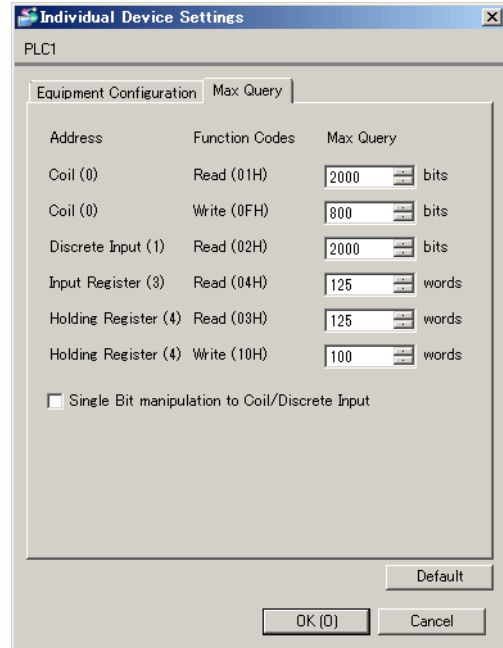 Individual Device Settings
PLC1
Equipment Configuration Max Query
Address Function Codes Max Query
Coil (0) Read (01H) 2000 bits
Coil (0) Write (0FH) 800 bits
Discrete Input (1) Read (02H) 2000 bits
Input Register (3) Read (04H) 125 words
Holding Register (4) Read (03H) 125 words
Holding Register (4) Write (10H) 100 words
Single Bit manipulation to Coil/Discrete Input
Default
OK (O) Cancel